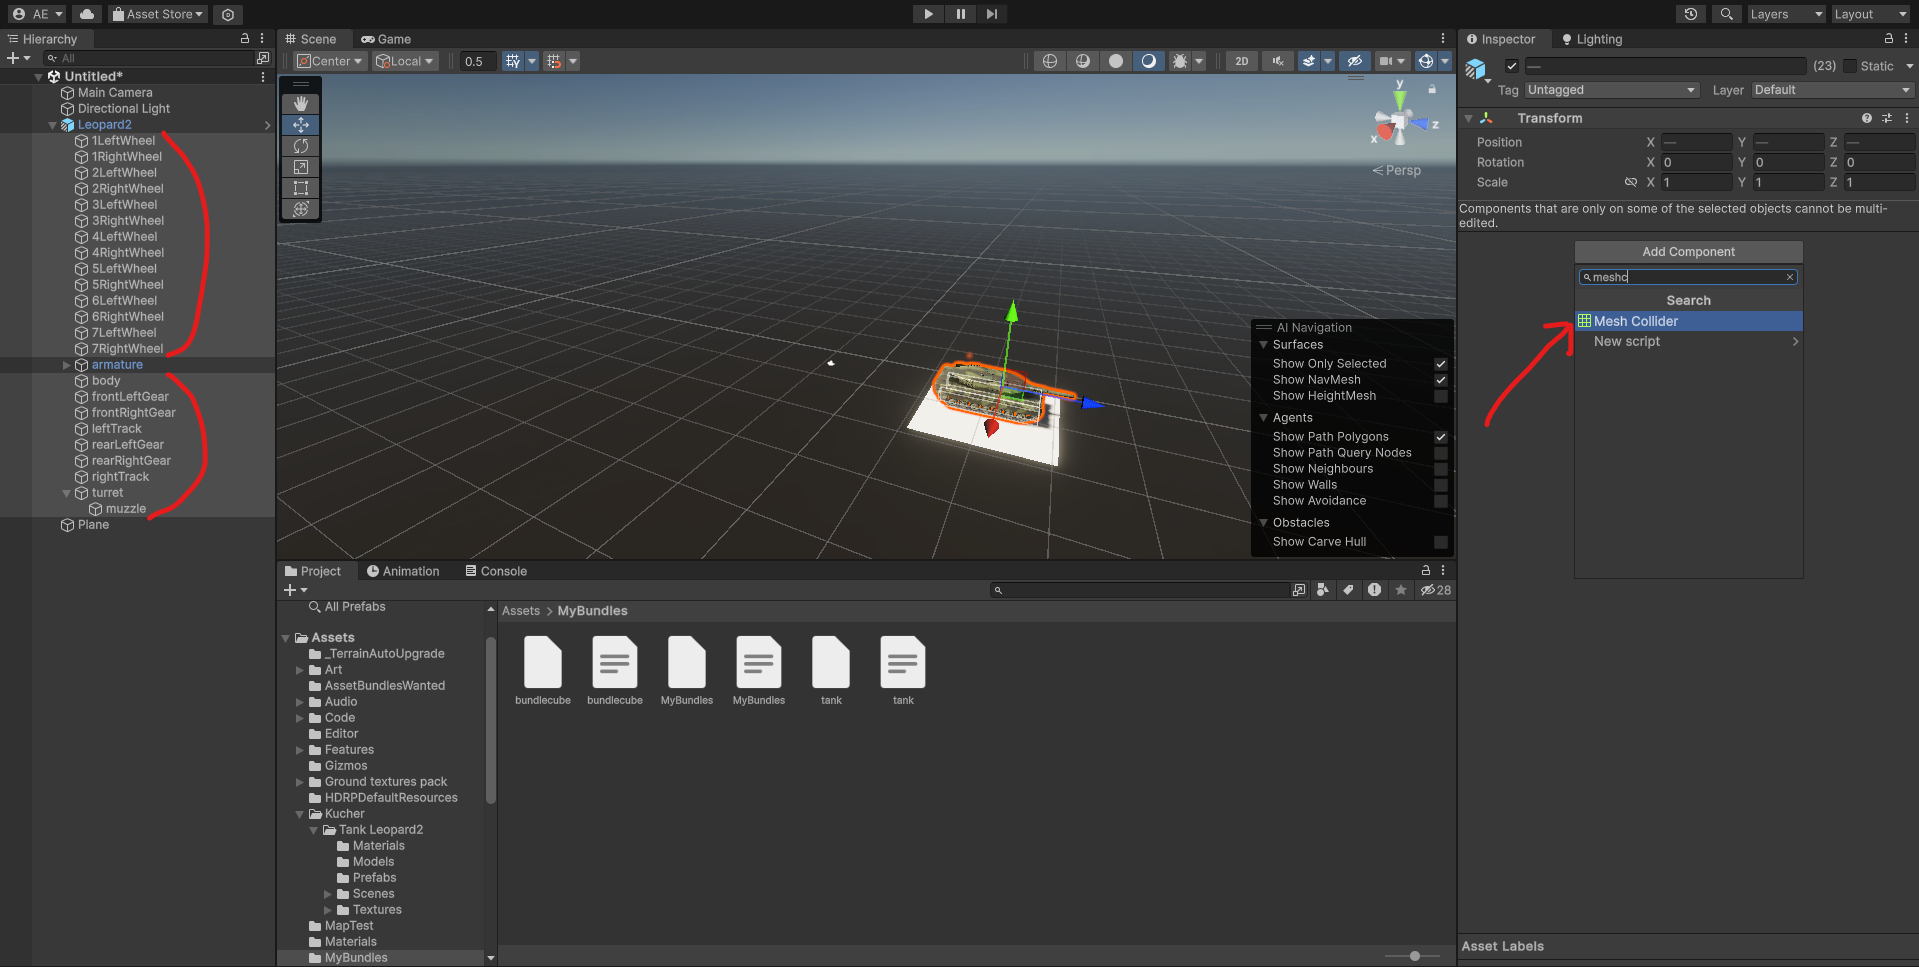 AE
Asset Store
Layers
Layout
Hierarchy
All
Untitled*
Main Camera
Directional Light
Leopard2
1LeftWheel
1RightWheel
2LeftWheel
2RightWheel
3LeftWheel
3RightWheel
4LeftWheel
4RightWheel
5LeftWheel
5RightWheel
6LeftWheel
6RightWheel
7LeftWheel
7RightWheel
armature
body
frontLeftGear
frontRightGear
leftTrack
rearLeftGear
rearRightGear
rightTrack
turret
muzzle
Plane
Scene
Game
Center
Local
0.5
2D
y
z
x
Persp
AI Navigation
Surfaces
Show Only Selected
Show NavMesh
Show HeightMesh
Agents
Show Path Polygons
Show Path Query Nodes
Show Neighbours
Show Walls
Show Avoidance
Obstacles
Show Carve Hull
Project
Animation
Console
28
All Prefabs
Assets
_TerrainAutoUpgrade
Art
AssetBundlesWanted
Audio
Code
Editor
Features
Gizmos
Ground textures pack
HDRPDefaultResources
Kucher
Tank Leopard2
Materials
Models
Prefabs
Scenes
Textures
MapTest
Materials
MyBundles
Assets > MyBundles
bundlecube
bundlecube
MyBundles
MyBundles
tank
tank
Inspector
Lighting
— (23) Static
Tag Untagged Layer Default
Transform
Position X — Y — Z —
Rotation X 0 Y 0 Z 0
Scale X 1 Y 1 Z 1
Components that are only on some of the selected objects cannot be multi-
edited.
Add Component
meshc
Search
Mesh Collider
New script
Asset Labels